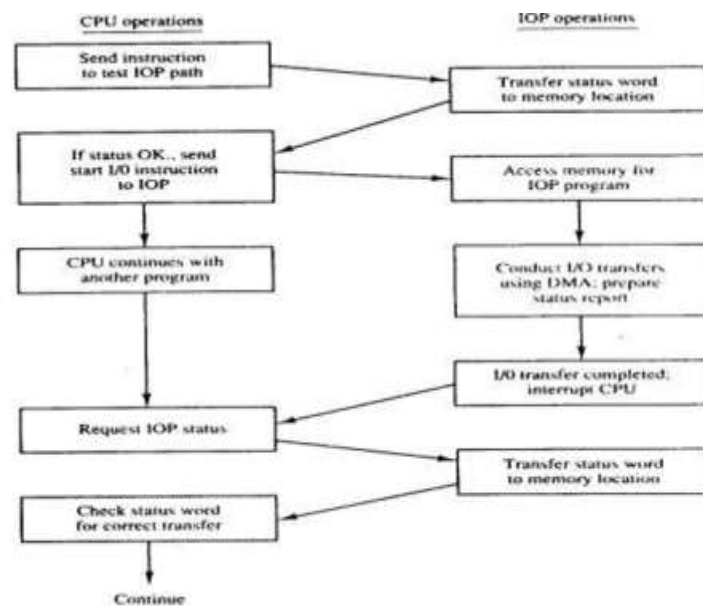 CPU operations
IOP operations
Send instruction
to test IOP path
Transfer status word
to memory location
If status OK., send
start I/0 instruction
to IOP
Access memory for
IOP program
CPU continues with
another program
Conduct I/O transfers
using DMA; prepare
status report
I/0 transfer completed;
interrupt CPU
Request IOP status
Transfer status word
to memory location
Check status word
for correct transfer
Continue